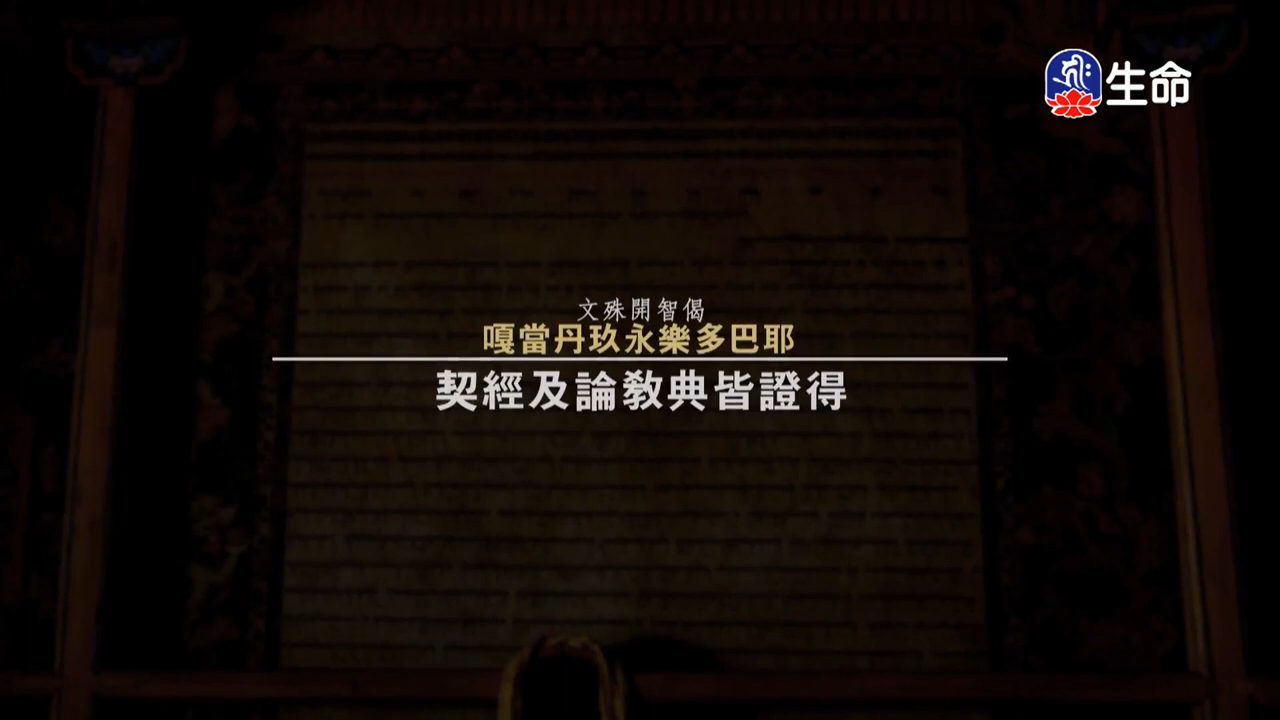 生命
文殊開智偈
嘎當丹玖永樂多巴耶
契經及論教典皆證得